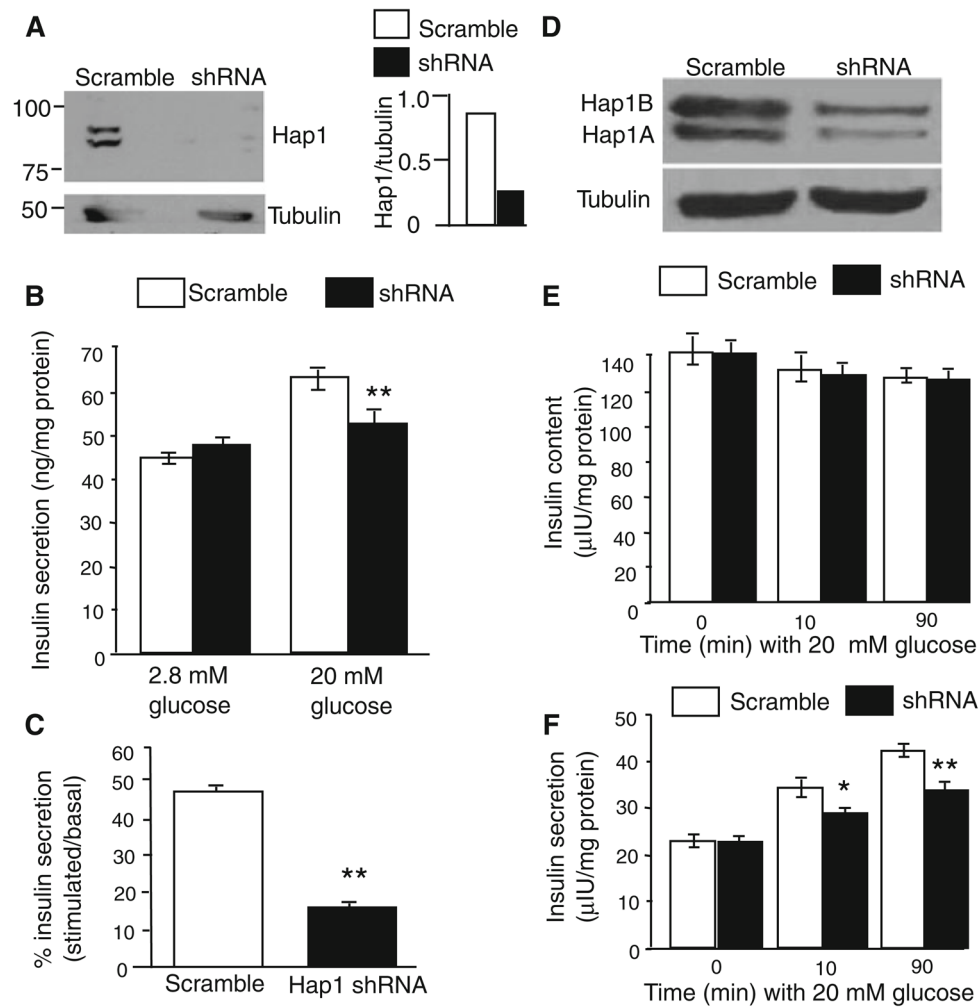 A
Scramble
shRNA
Scramble shRNA
100
75
50
Hap1
Tubulin
Hap1/tubulin
1.0
0.5
0
D
Scramble shRNA
Hap1B
Hap1A
Tubulin
B
Scramble shRNA
Insulin secretion (ng/mg protein)
70
60
50
40
30
20
10
0
**
2.8 mM 20 mM
glucose glucose
C
% insulin secretion
(stimulated/basal)
60
50
40
30
20
10
0
**
Scramble Hap1 shRNA
E
Scramble shRNA
Insulin content
(µIU/mg protein)
140
120
100
80
60
40
20
0
0 10 90
Time (min) with 20 mM glucose
F
Scramble shRNA
Insulin secretion
(µIU/mg protein)
50
40
30
20
10
0
* **
0 10 90
Time (min) with 20 mM glucose